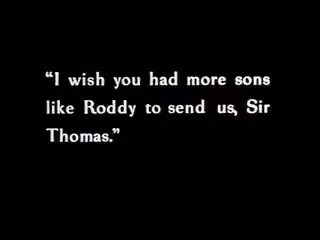 “I wish you had more sons
like Roddy to send us, Sir
Thomas.”